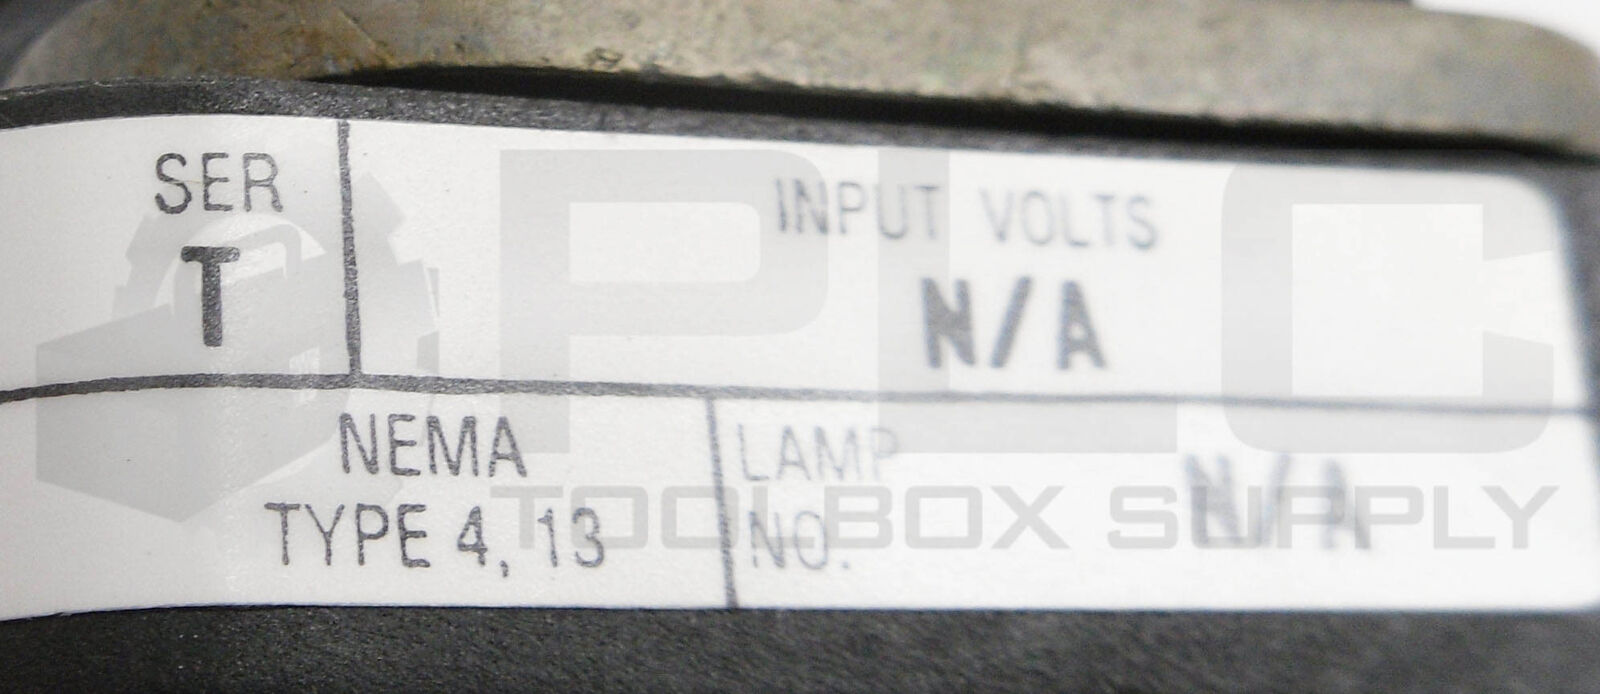 SER
T
INPUT VOLTS
N/A
NEMA
TYPE 4, 13
LAMP
NO.
N/A
PLC
TOOLBOX SUPPLY